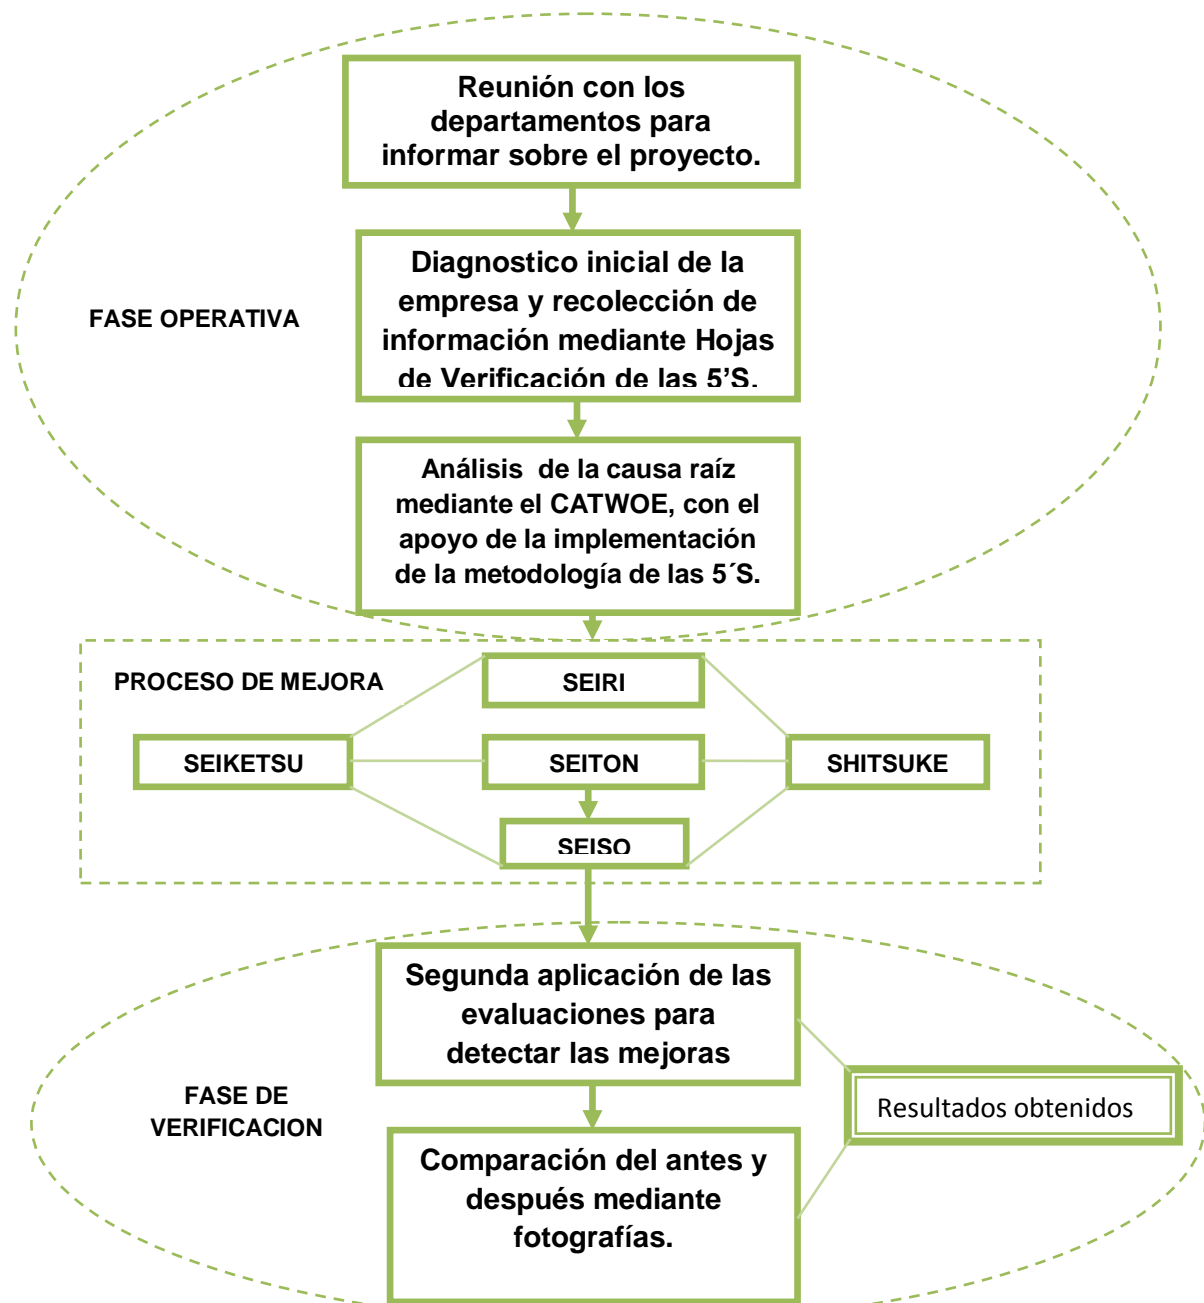 Reunión con los
departamentos para
informar sobre el proyecto.
FASE OPERATIVA
Diagnostico inicial de la
empresa y recolección de
información mediante Hojas
de Verificación de las 5’S.
Análisis  de la causa raíz
mediante el CATWOE, con el
apoyo de la implementación
de la metodología de las 5´S.
PROCESO DE MEJORA
SEIRI
SEIKETSU
SEITON
SHITSUKE
SEISO
Segunda aplicación de las
evaluaciones para
detectar las mejoras
FASE DE
VERIFICACION
Resultados obtenidos
Comparación del antes y
después mediante
fotografías.